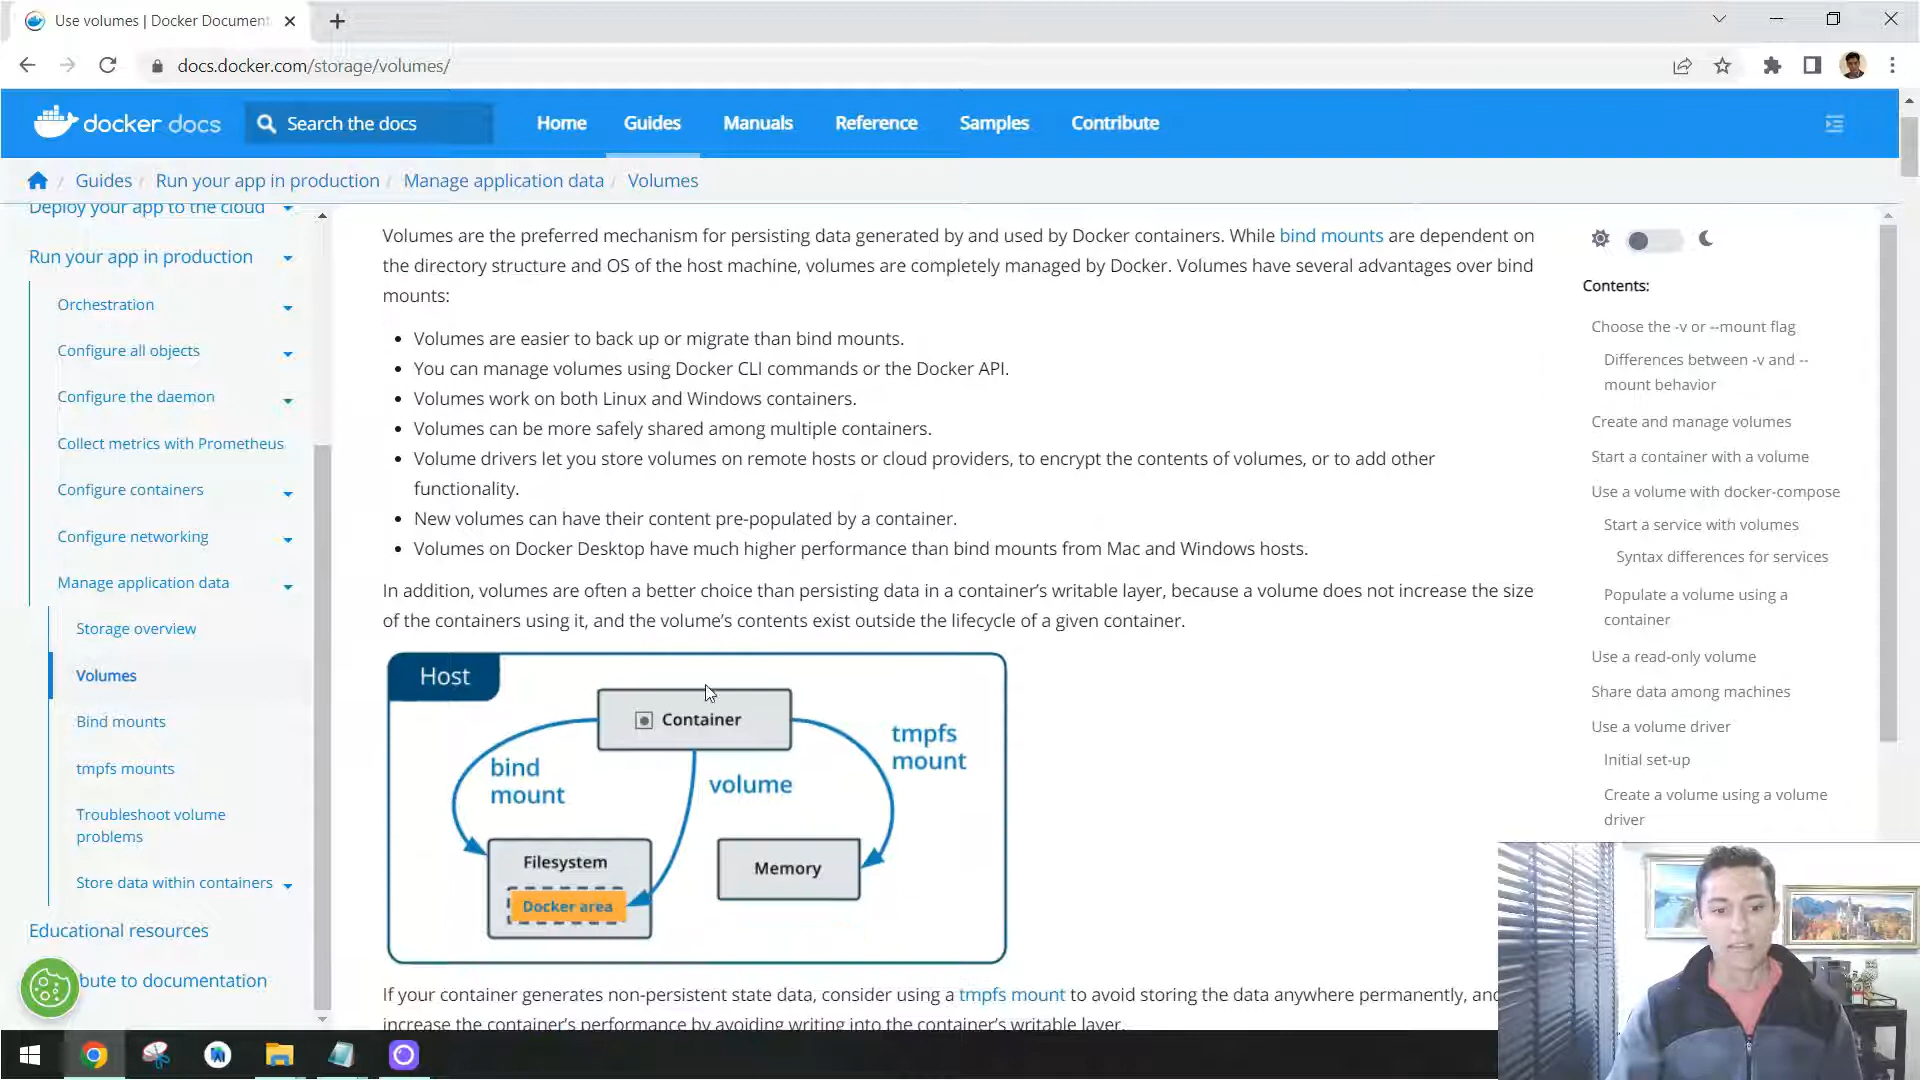 Use volumes | Docker Document
docs.docker.com/storage/volumes/
docker docs
Search the docs
Home
Guides
Manuals
Reference
Samples
Contribute
/ Guides / Run your app in production / Manage application data / Volumes
Deploy your app to the cloud
Run your app in production
Orchestration
Configure all objects
Configure the daemon
Collect metrics with Prometheus
Configure containers
Configure networking
Manage application data
Storage overview
Volumes
Bind mounts
tmpfs mounts
Troubleshoot volume
problems
Store data within containers
Educational resources
bute to documentation
Volumes are the preferred mechanism for persisting data generated by and used by Docker containers. While bind mounts are dependent on
the directory structure and OS of the host machine, volumes are completely managed by Docker. Volumes have several advantages over bind
mounts:
• Volumes are easier to back up or migrate than bind mounts.
• You can manage volumes using Docker CLI commands or the Docker API.
• Volumes work on both Linux and Windows containers.
• Volumes can be more safely shared among multiple containers.
• Volume drivers let you store volumes on remote hosts or cloud providers, to encrypt the contents of volumes, or to add other
functionality.
• New volumes can have their content pre-populated by a container.
• Volumes on Docker Desktop have much higher performance than bind mounts from Mac and Windows hosts.
In addition, volumes are often a better choice than persisting data in a container's writable layer, because a volume does not increase the size
of the containers using it, and the volume's contents exist outside the lifecycle of a given container.
Host
Container
bind
mount
volume
tmpfs
mount
Filesystem
Docker area
Memory
If your container generates non-persistent state data, consider using a tmpfs mount to avoid storing the data anywhere permanently, and
increase the container's performance by avoiding writing into the container's writable layer.
Contents:
Choose the -v or --mount flag
Differences between -v and --
mount behavior
Create and manage volumes
Start a container with a volume
Use a volume with docker-compose
Start a service with volumes
Syntax differences for services
Populate a volume using a
container
Use a read-only volume
Share data among machines
Use a volume driver
Initial set-up
Create a volume using a volume
driver